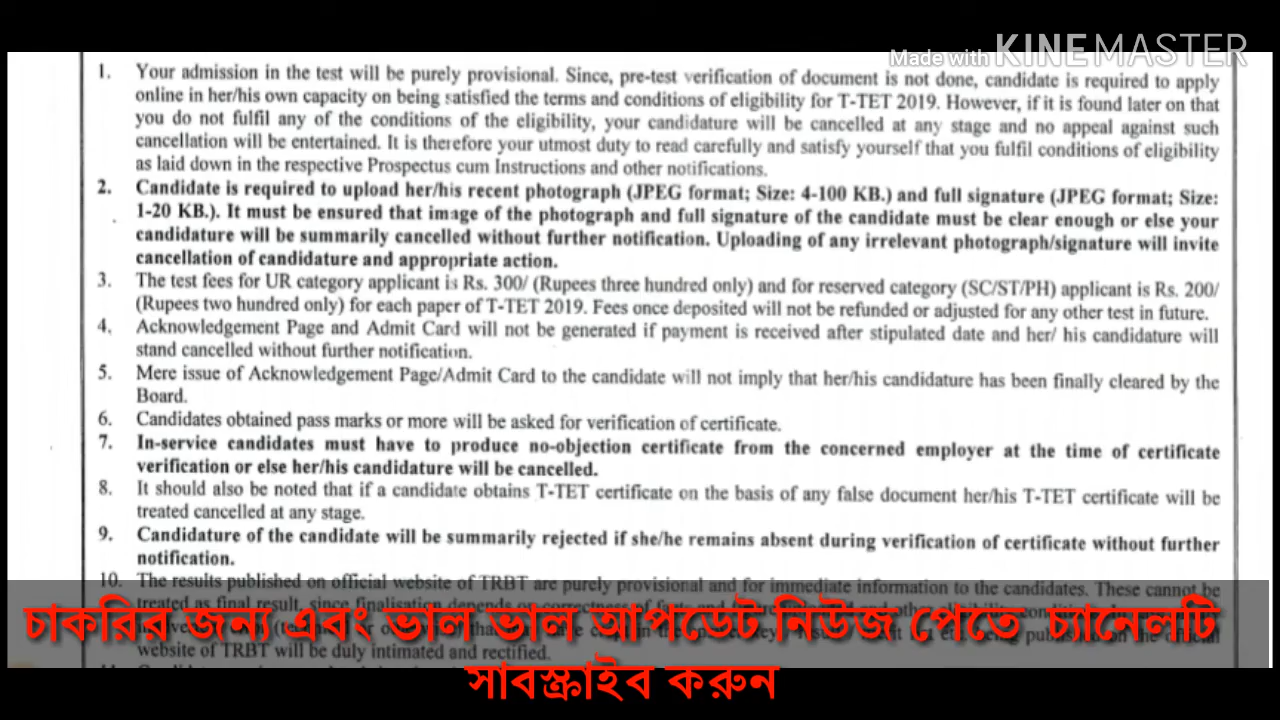 Made with KINEMASTER
1. Your admission in the test will be purely provisional. Since, pre-test verification of document is not done, candidate is required to apply
online in her/his own capacity on being satisfied the terms and conditions of eligibility for T-TET 2019. However, if it is found later on that
you do not fulfil any of the conditions of the eligibility, your candidature will be cancelled at any stage and no appeal against such
cancellation will be entertained. It is therefore your utmost duty to read carefully and satisfy yourself that you fulfil conditions of eligibility
as laid down in the respective Prospectus cum Instructions and other notifications.
2. Candidate is required to upload her/his recent photograph (JPEG format; Size: 4-100 KB.) and full signature (JPEG format; Size:
1-20 KB.). It must be ensured that image of the photograph and full signature of the candidate must be clear enough or else your
candidature will be summarily cancelled without further notification. Uploading of any irrelevant photograph/signature will invite
cancellation of candidature and appropriate action.
3. The test fees for UR category applicant is Rs. 300/ (Rupees three hundred only) and for reserved category (SC/ST/PH) applicant is Rs. 200/
(Rupees two hundred only) for each paper of T-TET 2019. Fees once deposited will not be refunded or adjusted for any other test in future.
4. Acknowledgement Page and Admit Card will not be generated if payment is received after stipulated date and her/ his candidature will
stand cancelled without further notification.
5. Mere issue of Acknowledgement Page/Admit Card to the candidate will not imply that her/his candidature has been finally cleared by the
Board.
6. Candidates obtained pass marks or more will be asked for verification of certificate.
7. In-service candidates must have to produce no-objection certificate from the concerned employer at the time of certificate
verification or else her/his candidature will be cancelled.
8. It should also be noted that if a candidate obtains T-TET certificate on the basis of any false document her/his T-TET certificate will be
treated cancelled at any stage.
9. Candidature of the candidate will be summarily rejected if she/he remains absent during verification of certificate without further
notification.
10. The results published on official website of TRBT are purely provisional and for immediate information to the candidates. These cannot be
treated as final result, since finalisation depends
website of TRBT will be duly intimated and rectified.
চাকরির জন্য এবং ভাল ভাল আপডেট নিউজ পেতে চ্যানেলটি
সাবস্ক্রাইব করুন